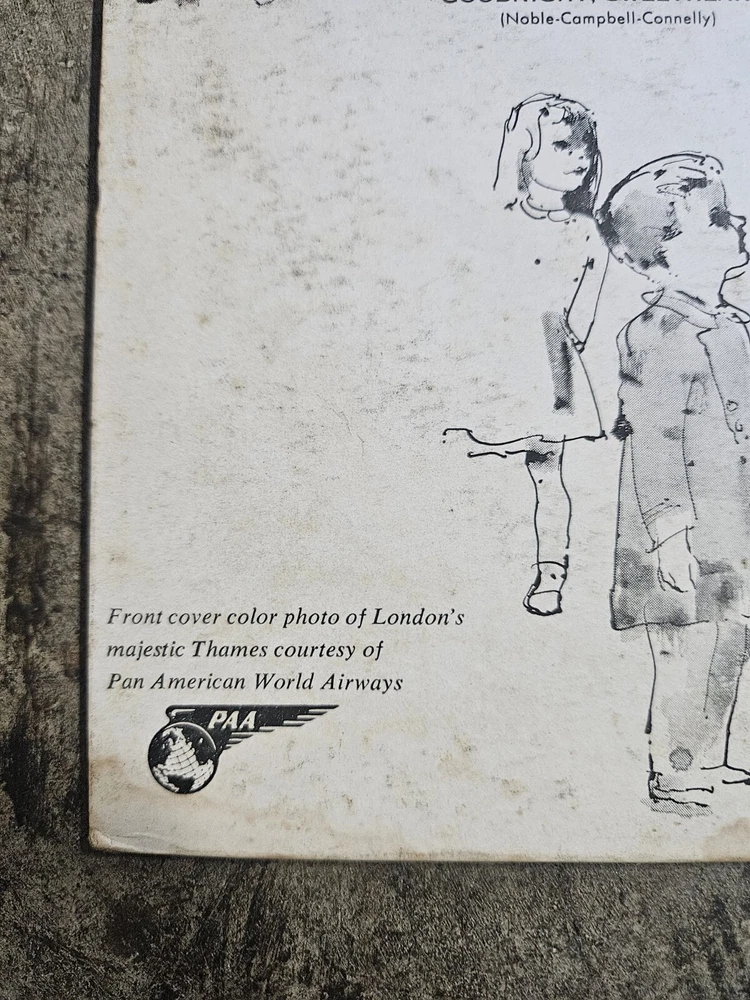 (Noble-Campbell-Connelly)
Front cover color photo of London's
majestic Thames courtesy of
Pan American World Airways
PAA